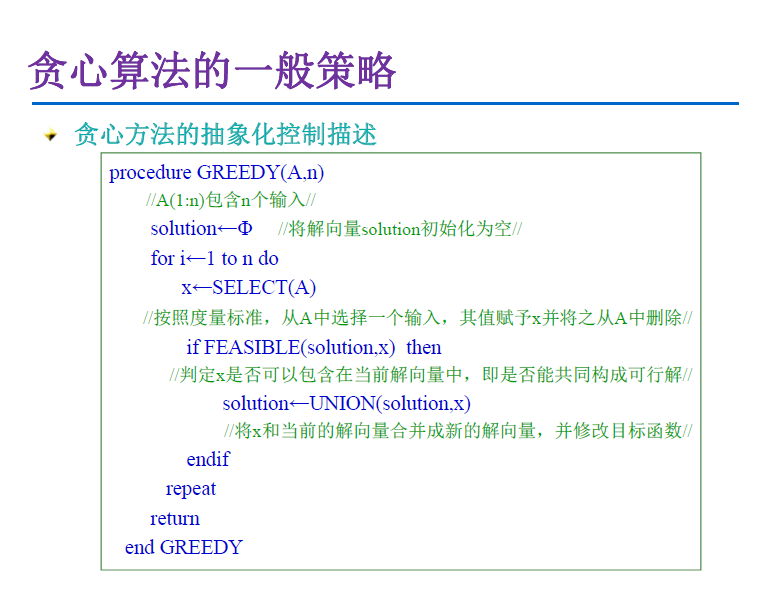 贪心算法的一般策略
贪心方法的抽象化控制描述
procedure GREEDY(A,n)
//A(1:n)包含n个输入//
solution←Φ //将解向量solution初始化为空//
for i←1 to n do
x←SELECT(A)
//按照度量标准，从A中选择一个输入，其值赋予x并将之从A中删除//
if FEASIBLE(solution,x) then
//判定x是否可以包含在当前解向量中，即是否能共同构成可行解//
solution←UNION(solution,x)
//将x和当前的解向量合并成新的解向量，并修改目标函数//
endif
repeat
return
end GREEDY